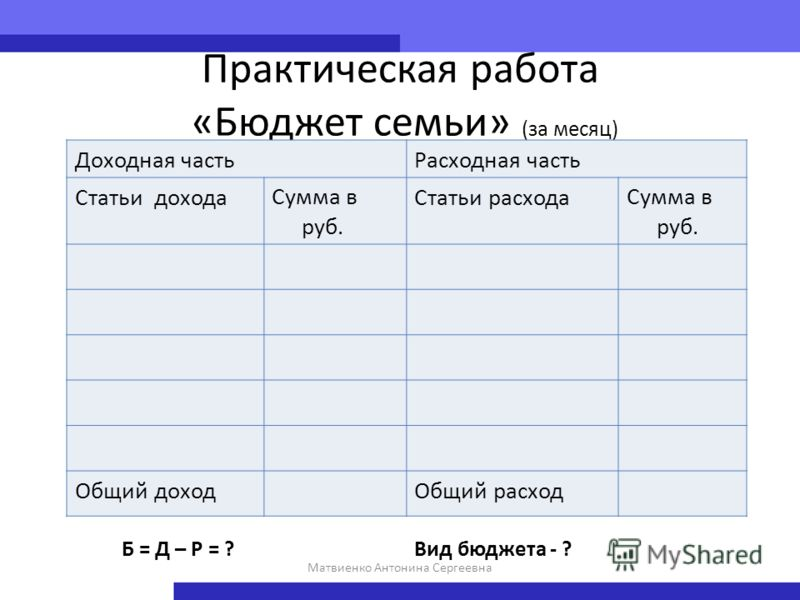 Практическая работа
«Бюджет семьи» (за месяц)
Доходная часть Расходная часть
Статьи дохода Сумма в руб. Статьи расхода Сумма в руб.
Общий доход Общий расход
Б = Д – Р = ? Вид бюджета - ?
Матвиенко Антонина Сергеевна
MyShared